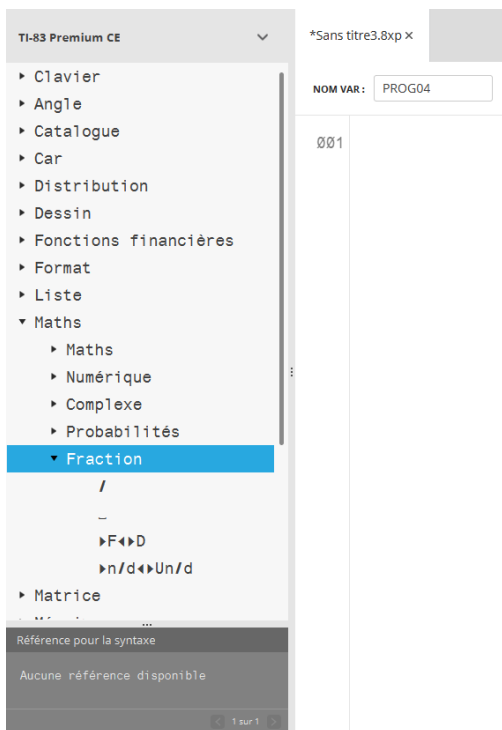 TI-83 Premium CE
*Sans titre3.8xp ×
NOM VAR : PROG04
001
Clavier
Angle
Catalogue
Car
Distribution
Dessin
Fonctions financières
Format
Liste
Maths
Maths
Numérique
Complexe
Probabilités
Fraction
/
_
▶F◀▶D
▶n/d◀▶Un/d
Matrice
Référence pour la syntaxe
Aucune référence disponible
1 sur 1